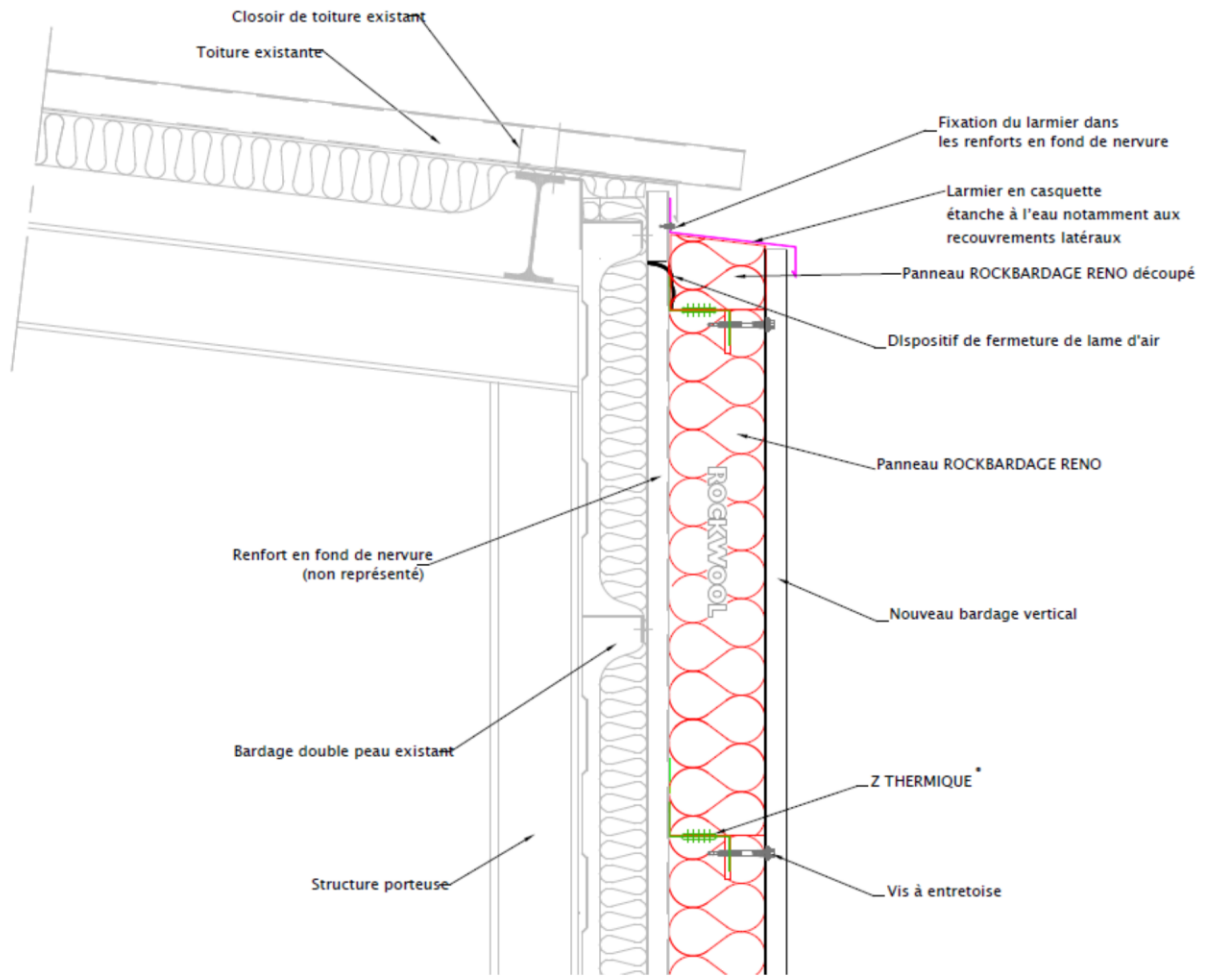 Closoir de toiture existant
Toiture existante
Fixation du larmier dans
les renforts en fond de nervure
Larmier en casquette
étanche à l'eau notamment aux
recouvrements latéraux
Panneau ROCKBARDAGE RENO découpé
DIspositif de fermeture de lame d'air
Panneau ROCKBARDAGE RENO
ROCKWOOL
Renfort en fond de nervure
(non représenté)
Nouveau bardage vertical
Bardage double peau existant
Z THERMIQUE*
Structure porteuse
Vis à entretoise